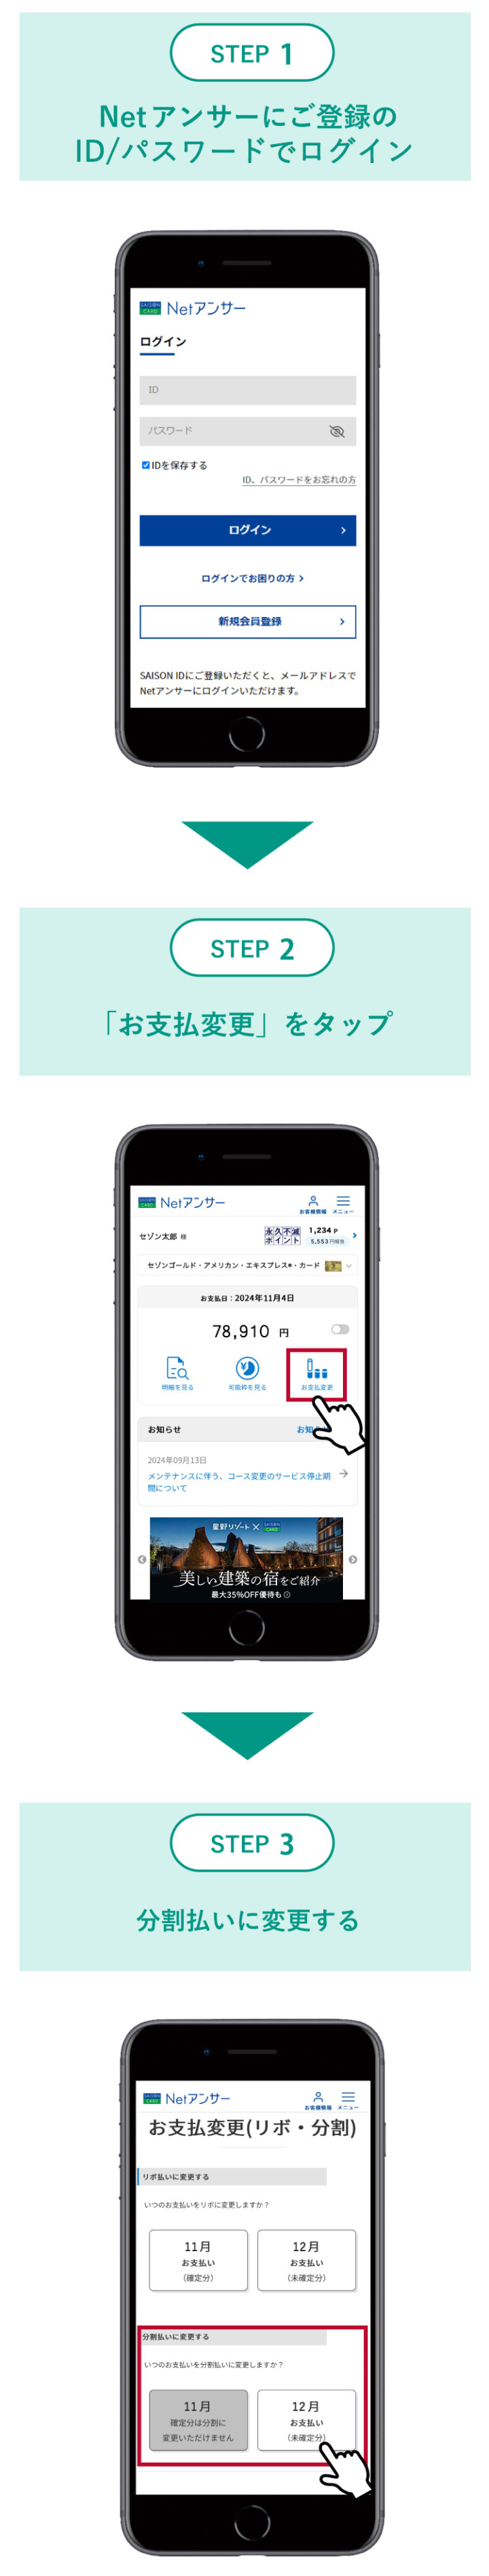 STEP 1
Netアンサーにご登録の
ID/パスワードでログイン
SAISON CARD Netアンサー
ログイン
ID
パスワード
IDを保存する
ID、パスワードをお忘れの方
ログイン
ログインでお困りの方
新規会員登録
SAISON IDにご登録いただくと、メールアドレスで
Netアンサーにログインいただけます。
STEP 2
「お支払変更」をタップ
SAISON CARD Netアンサー
お客様情報 メニュー
セゾン太郎 様
永久不滅
ポイント
1,234 P
5,553 円相当
セゾンゴールド・アメリカン・エキスプレス®・カード
お支払日：2024年11月4日
78,910 円
明細を見る 可能枠を見る お支払変更
お知らせ お知
2024年09月13日
メンテナンスに伴う、コース変更のサービス停止期
間について
星野リゾート × SAISON CARD
美しい建築の宿をご紹介
最大35%OFF優待も
STEP 3
分割払いに変更する
SAISON CARD Netアンサー
お客様情報 メニュー
お支払変更(リボ・分割)
リボ払いに変更する
いつのお支払いをリボに変更しますか？
11月
お支払い
（確定分）
12月
お支払い
（未確定分）
分割払いに変更する
いつのお支払いを分割払いに変更しますか？
11月
確定分は分割に
変更いただけません
12月
お支払い
（未確定分）